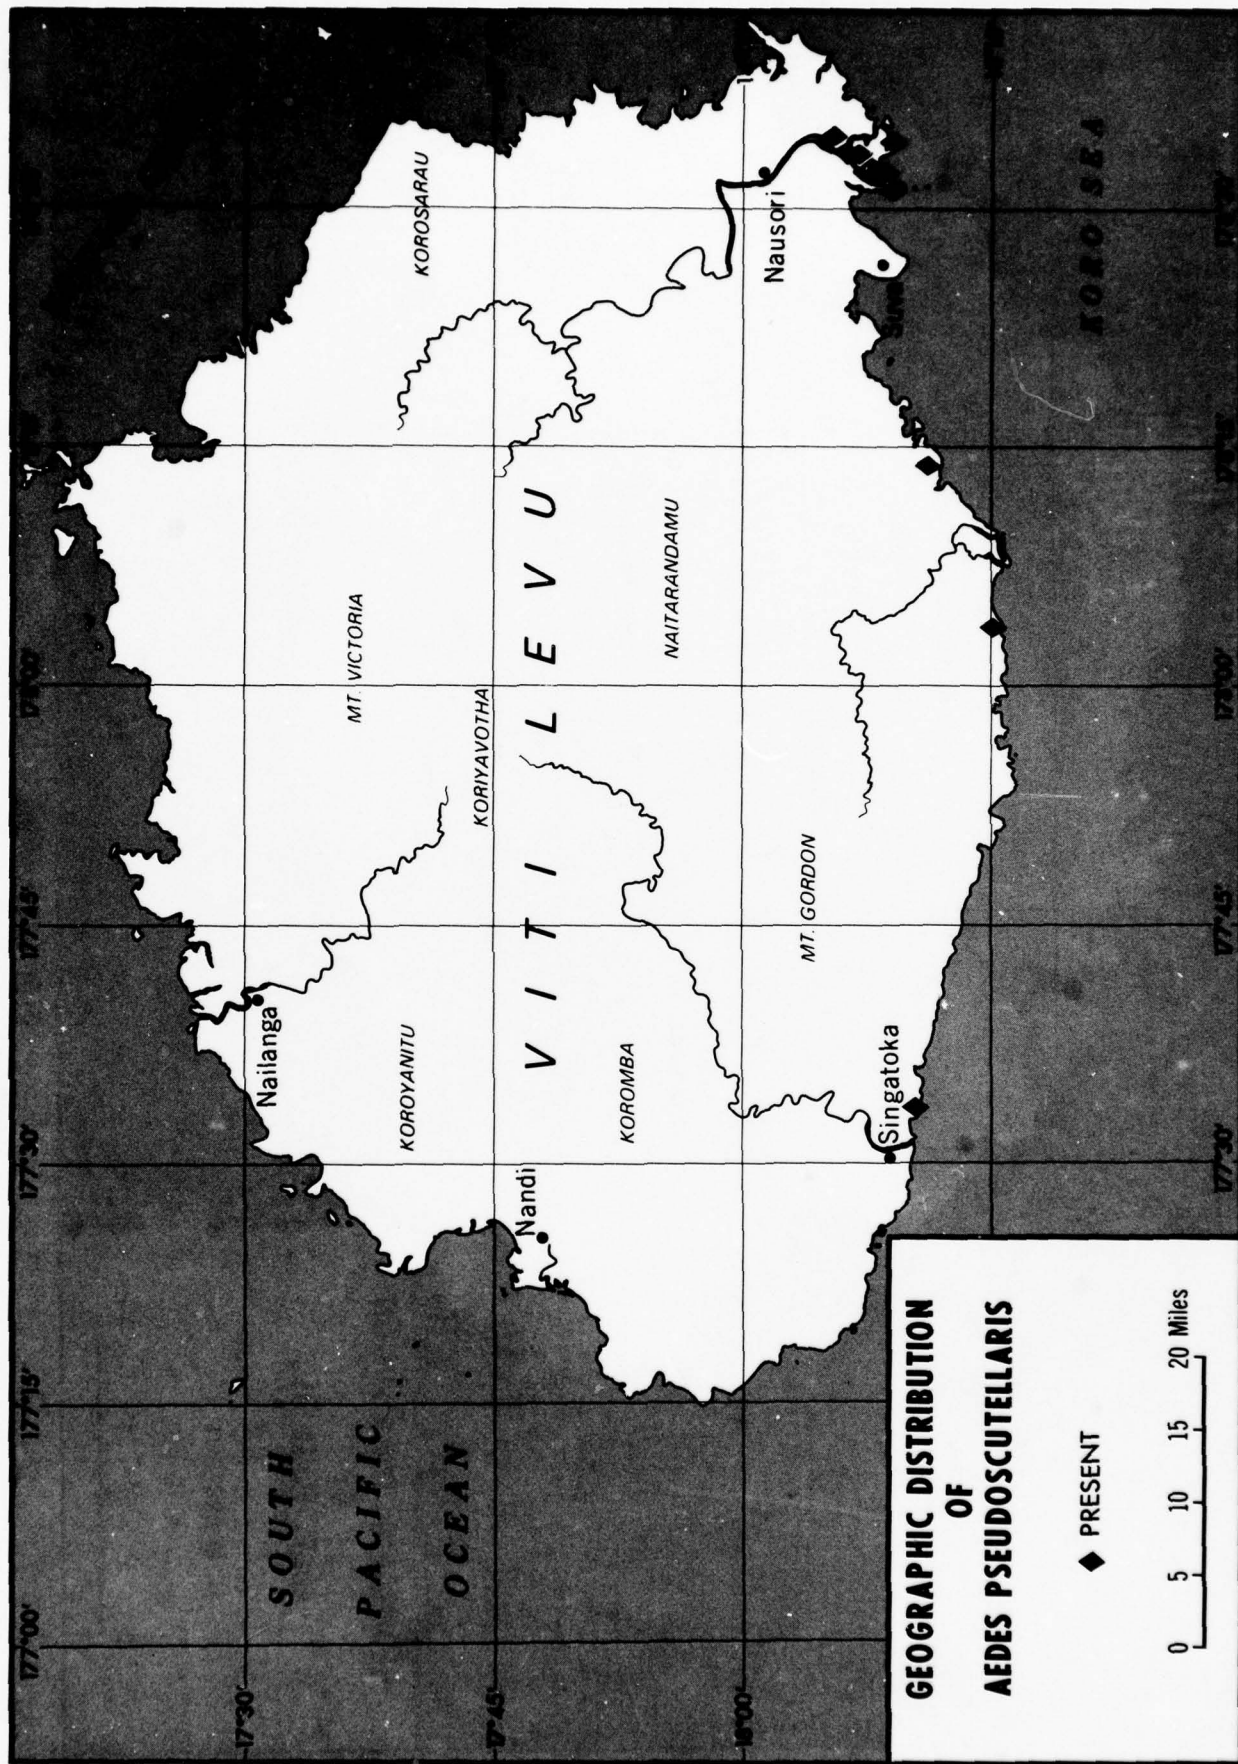 177°00'
177°15'
177°30'
177°45'
178°00'
17°30'
17°45'
18°00'
SOUTH
PACIFIC
OCEAN
KORO SEA
VITI LEVU
Nailanga
MT. VICTORIA
KOROSARAU
KOROYANITU
KORIYAVOTHA
Nandi
KOROMBA
NAITARANDAMU
Nausori
MT. GORDON
Singatoka
Suva
177°30'
177°45'
178°00'
178°15'
GEOGRAPHIC DISTRIBUTION
OF
AEDES PSEUDOSCUTELLARIS
PRESENT
0 5 10 15 20 Miles